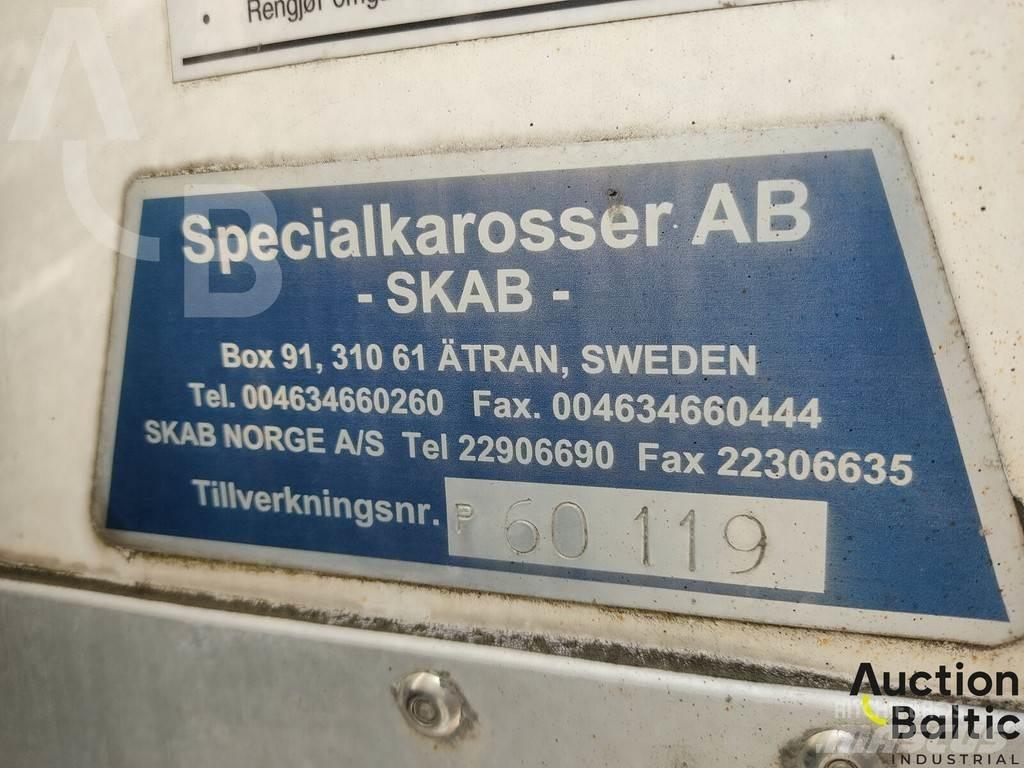 • Rengjør
Specialkarosser AB
- SKAB -
Box 91, 310 61 ÄTRAN, SWEDEN
Tel. 004634660260 Fax. 004634660444
SKAB NORGE A/S Tel 22906690 Fax 22306635
Tillverkningsnr. P 60 119
Auction
Baltic
INDUSTRIAL